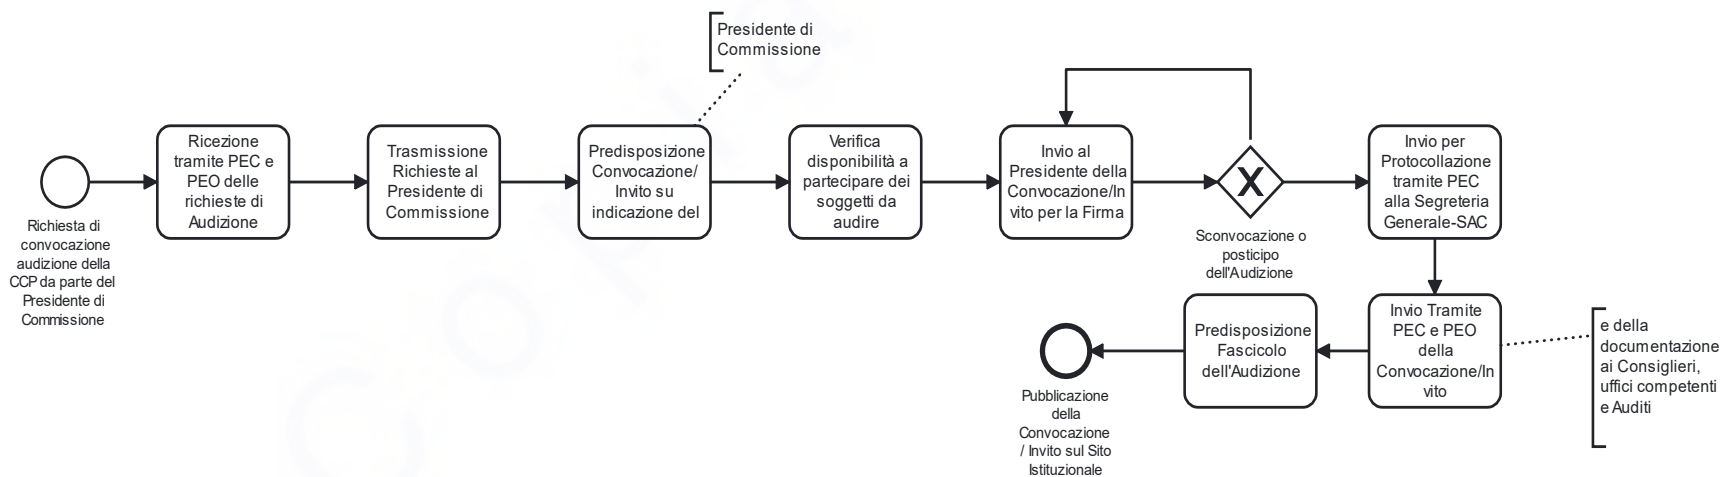 Presidente di
Commissione
Richiesta di
convocazione
audizione della
CCP da parte del
Presidente di
Commissione
Ricezione
tramite PEC e
PEO delle
richieste di
Audizione
Trasmissione
Richieste al
Presidente di
Commissione
Predisposizione
Convocazione/
Invito su
indicazione del
Verifica
disponibilità a
partecipare dei
soggetti da
audire
Invio al
Presidente della
Convocazione/In
vito per la Firma
X
Sconvocazione o
posticipo
dell'Audizione
Invio per
Protocollazione
tramite PEC
alla Segreteria
Generale-SAC
Invio Tramite
PEC e PEO
della
Convocazione/In
vito
e della
documentazione
ai Consiglieri,
uffici competenti
e Auditi
Predisposizione
Fascicolo
dell'Audizione
Pubblicazione
della
Convocazione
/ Invito sul Sito
Istituzionale